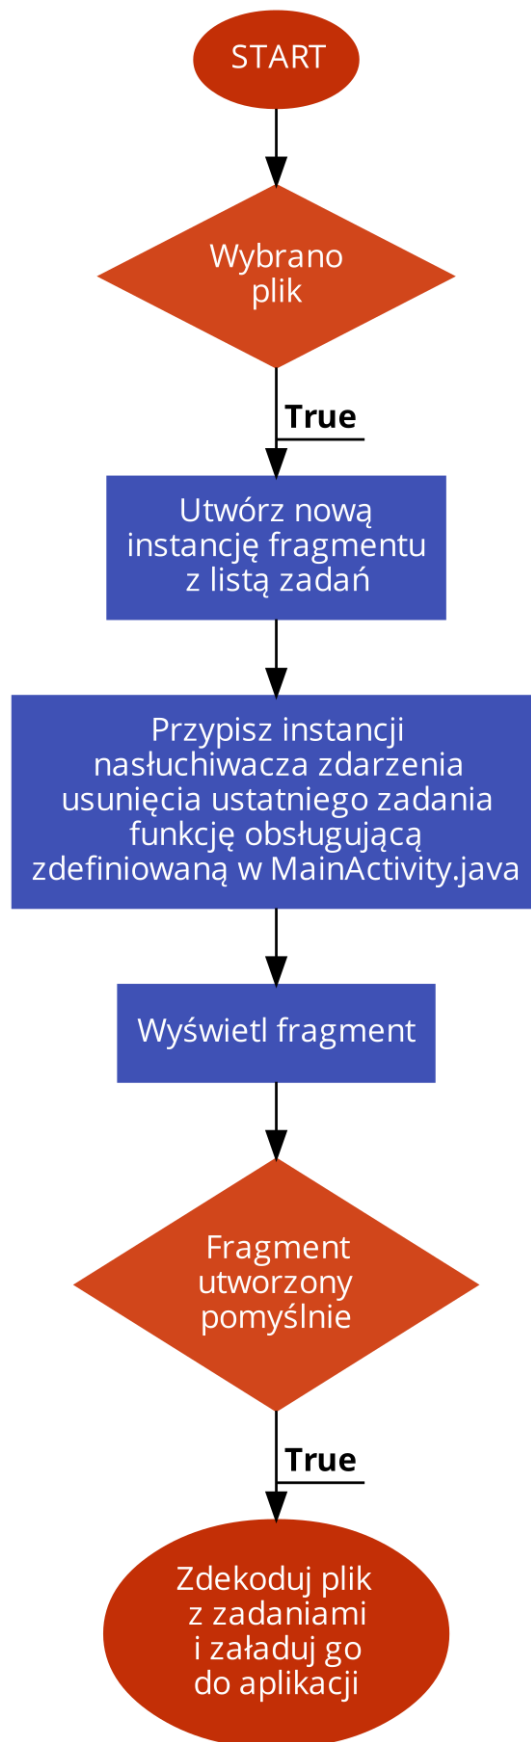 START
Wybrano
plik
True
Utwórz nową
instancję fragmentu
z listą zadań
Przypisz instancji
nasłuchiwacza zdarzenia
usunięcia ustatniego zadania
funkcję obsługującą
zdefiniowaną w MainActivity.java
Wyświetl fragment
Fragment
utworzony
pomyślnie
True
Zdekoduj plik
z zadaniami
i załaduj go
do aplikacji